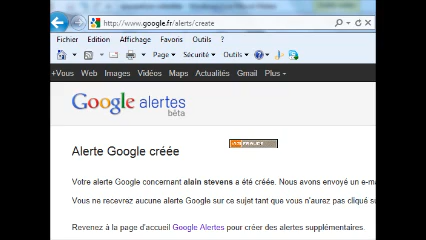 http://www.google.fr/alerts/create
Fichier Edition Affichage Favoris Outils ?
Page Sécurité Outils
+Vous Web Images Vidéos Maps Actualités Gmail Plus
Google alertes
bêta
Alerte Google créée
Votre alerte Google concernant alain stevens a été créée. Nous avons envoyé un e-ma
Vous ne recevrez aucune alerte Google sur ce sujet tant que vous n'aurez pas cliqué su
Revenez à la page d'accueil Google Alertes pour créer des alertes supplémentaires